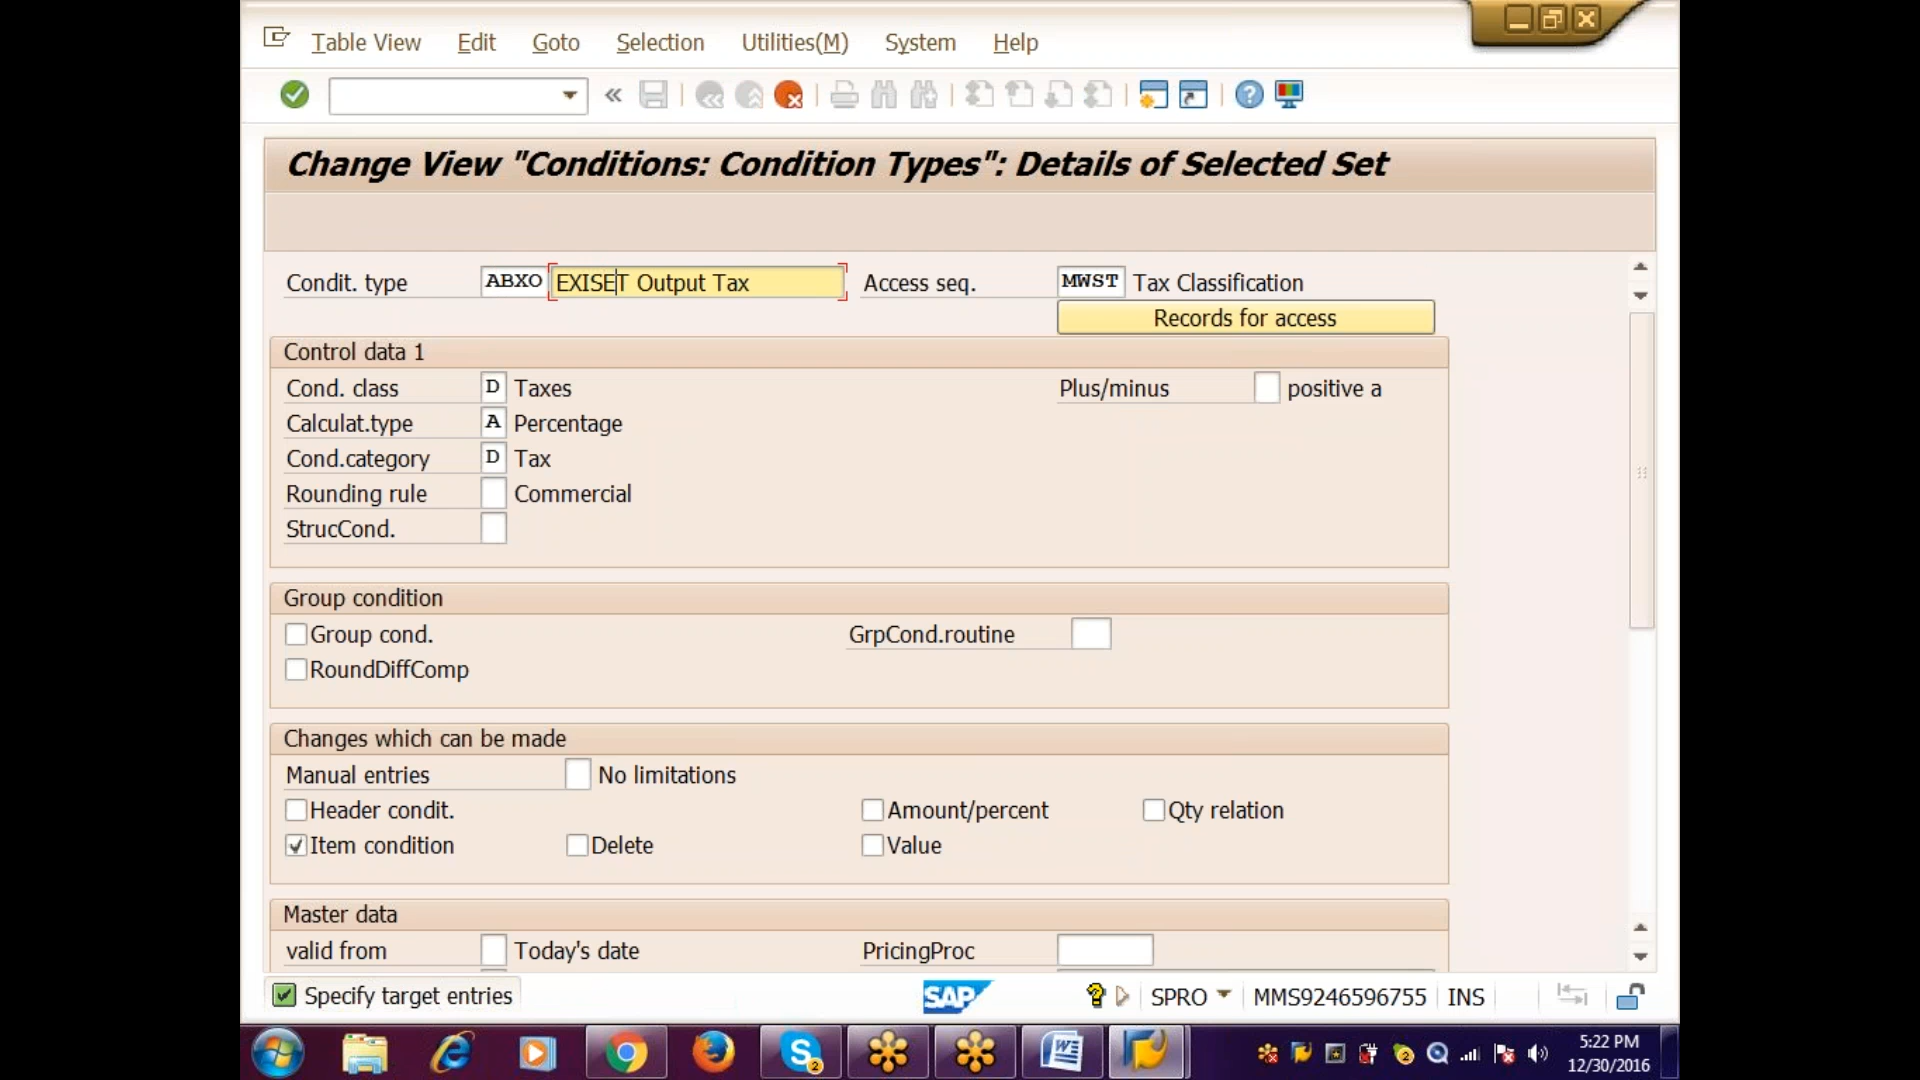 Table View Edit Goto Selection Utilities(M) System Help
Change View "Conditions: Condition Types": Details of Selected Set
Condit. type ABXO EXISET Output Tax Access seq. MWST Tax Classification
Records for access
Control data 1
Cond. class D Taxes Plus/minus positive a
Calculat.type A Percentage
Cond.category D Tax
Rounding rule Commercial
StrucCond.
Group condition
Group cond. GrpCond.routine
RoundDiffComp
Changes which can be made
Manual entries No limitations
Header condit. Amount/percent Qty relation
Item condition Delete Value
Master data
valid from Today's date PricingProc
Specify target entries SAP SPRO MMS9246596755 INS
5:22 PM
12/30/2016